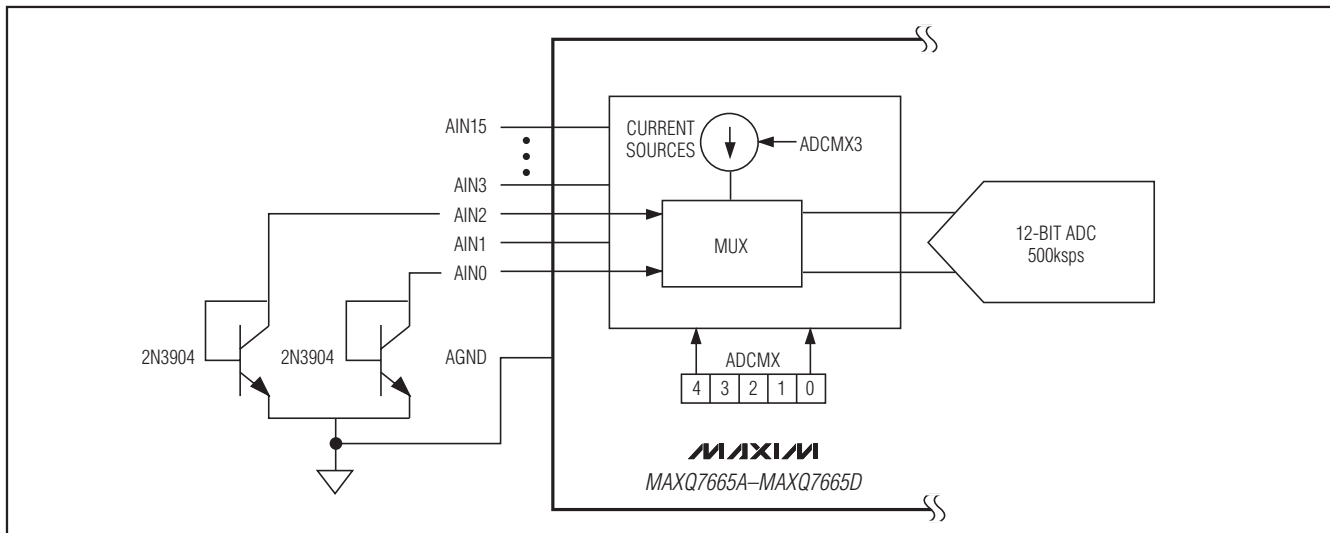 AIN15
CURRENT
SOURCES
ADCMX3
AIN3
AIN2
AIN1
AIN0
MUX
12-BIT ADC
500ksps
2N3904
2N3904
AGND
ADCMX
4 3 2 1 0
MAXIM
MAXQ7665A–MAXQ7665D